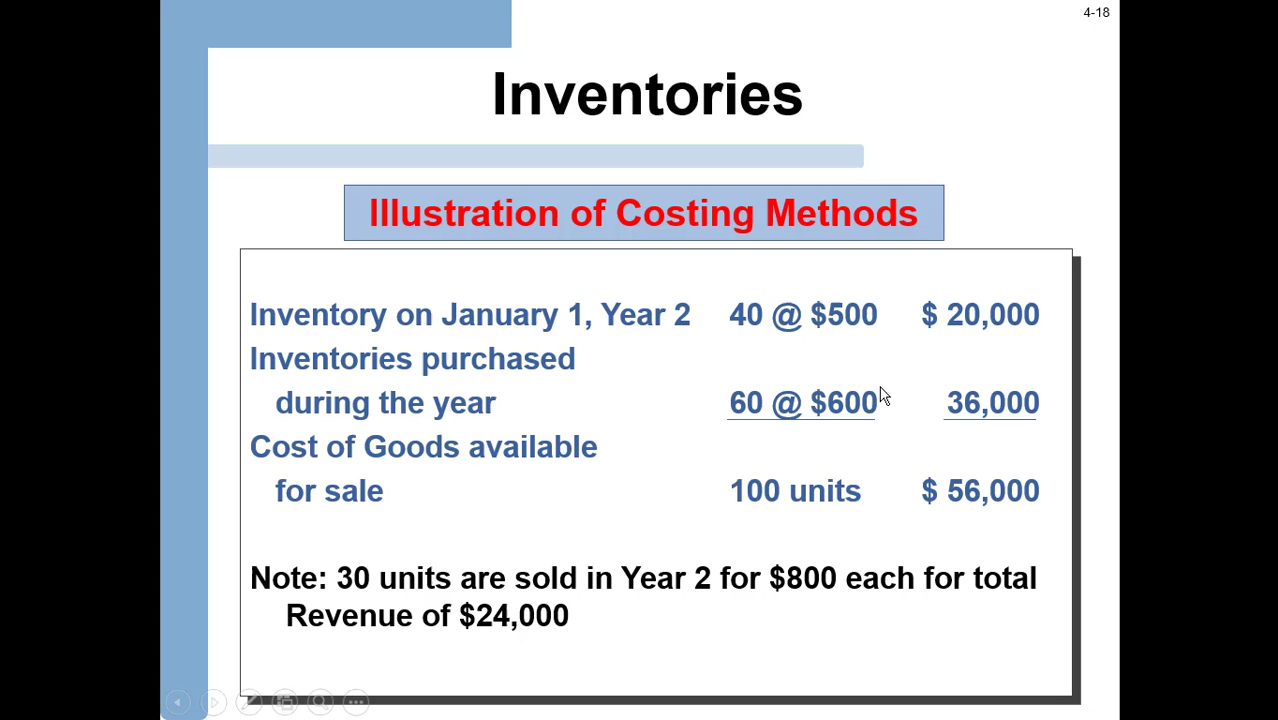 4-18
Inventories
Illustration of Costing Methods
Inventory on January 1, Year 2 40 @ $500 $ 20,000
Inventories purchased
during the year 60 @ $600 36,000
Cost of Goods available
for sale 100 units $ 56,000
Note: 30 units are sold in Year 2 for $800 each for total
Revenue of $24,000